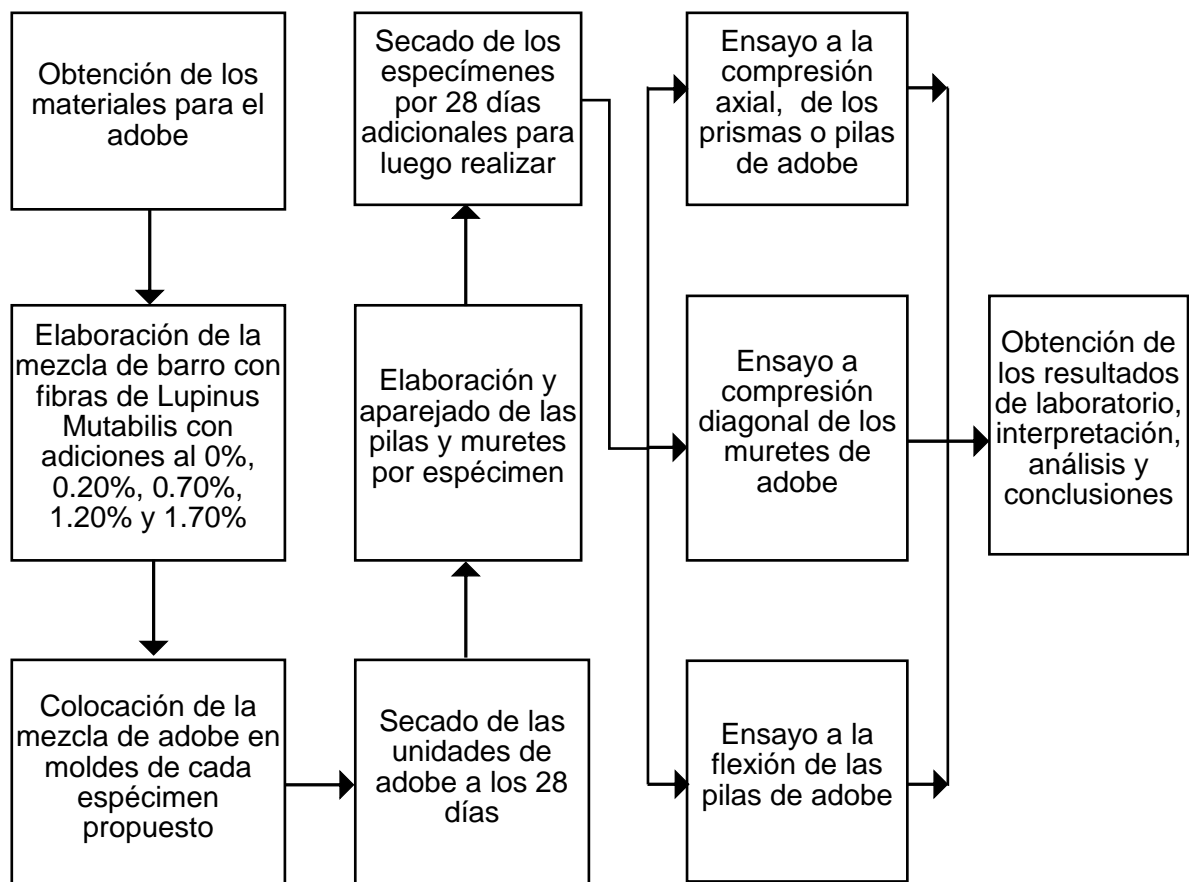 Obtención de los
materiales para el
adobe
Elaboración de la
mezcla de barro con
fibras de Lupinus
Mutabilis con
adiciones al 0%,
0.20%, 0.70%,
1.20% y 1.70%
Colocación de la
mezcla de adobe en
moldes de cada
espécimen
propuesto
Secado de las
unidades de
adobe a los 28
días
Elaboración y
aparejado de las
pilas y muretes
por espécimen
Secado de los
especímenes
por 28 días
adicionales para
luego realizar
Ensayo a la
compresión
axial, de los
prismas o pilas
de adobe
Ensayo a
compresión
diagonal de los
muretes de
adobe
Ensayo a la
flexión de las
pilas de adobe
Obtención de
los resultados
de laboratorio,
interpretación,
análisis y
conclusiones